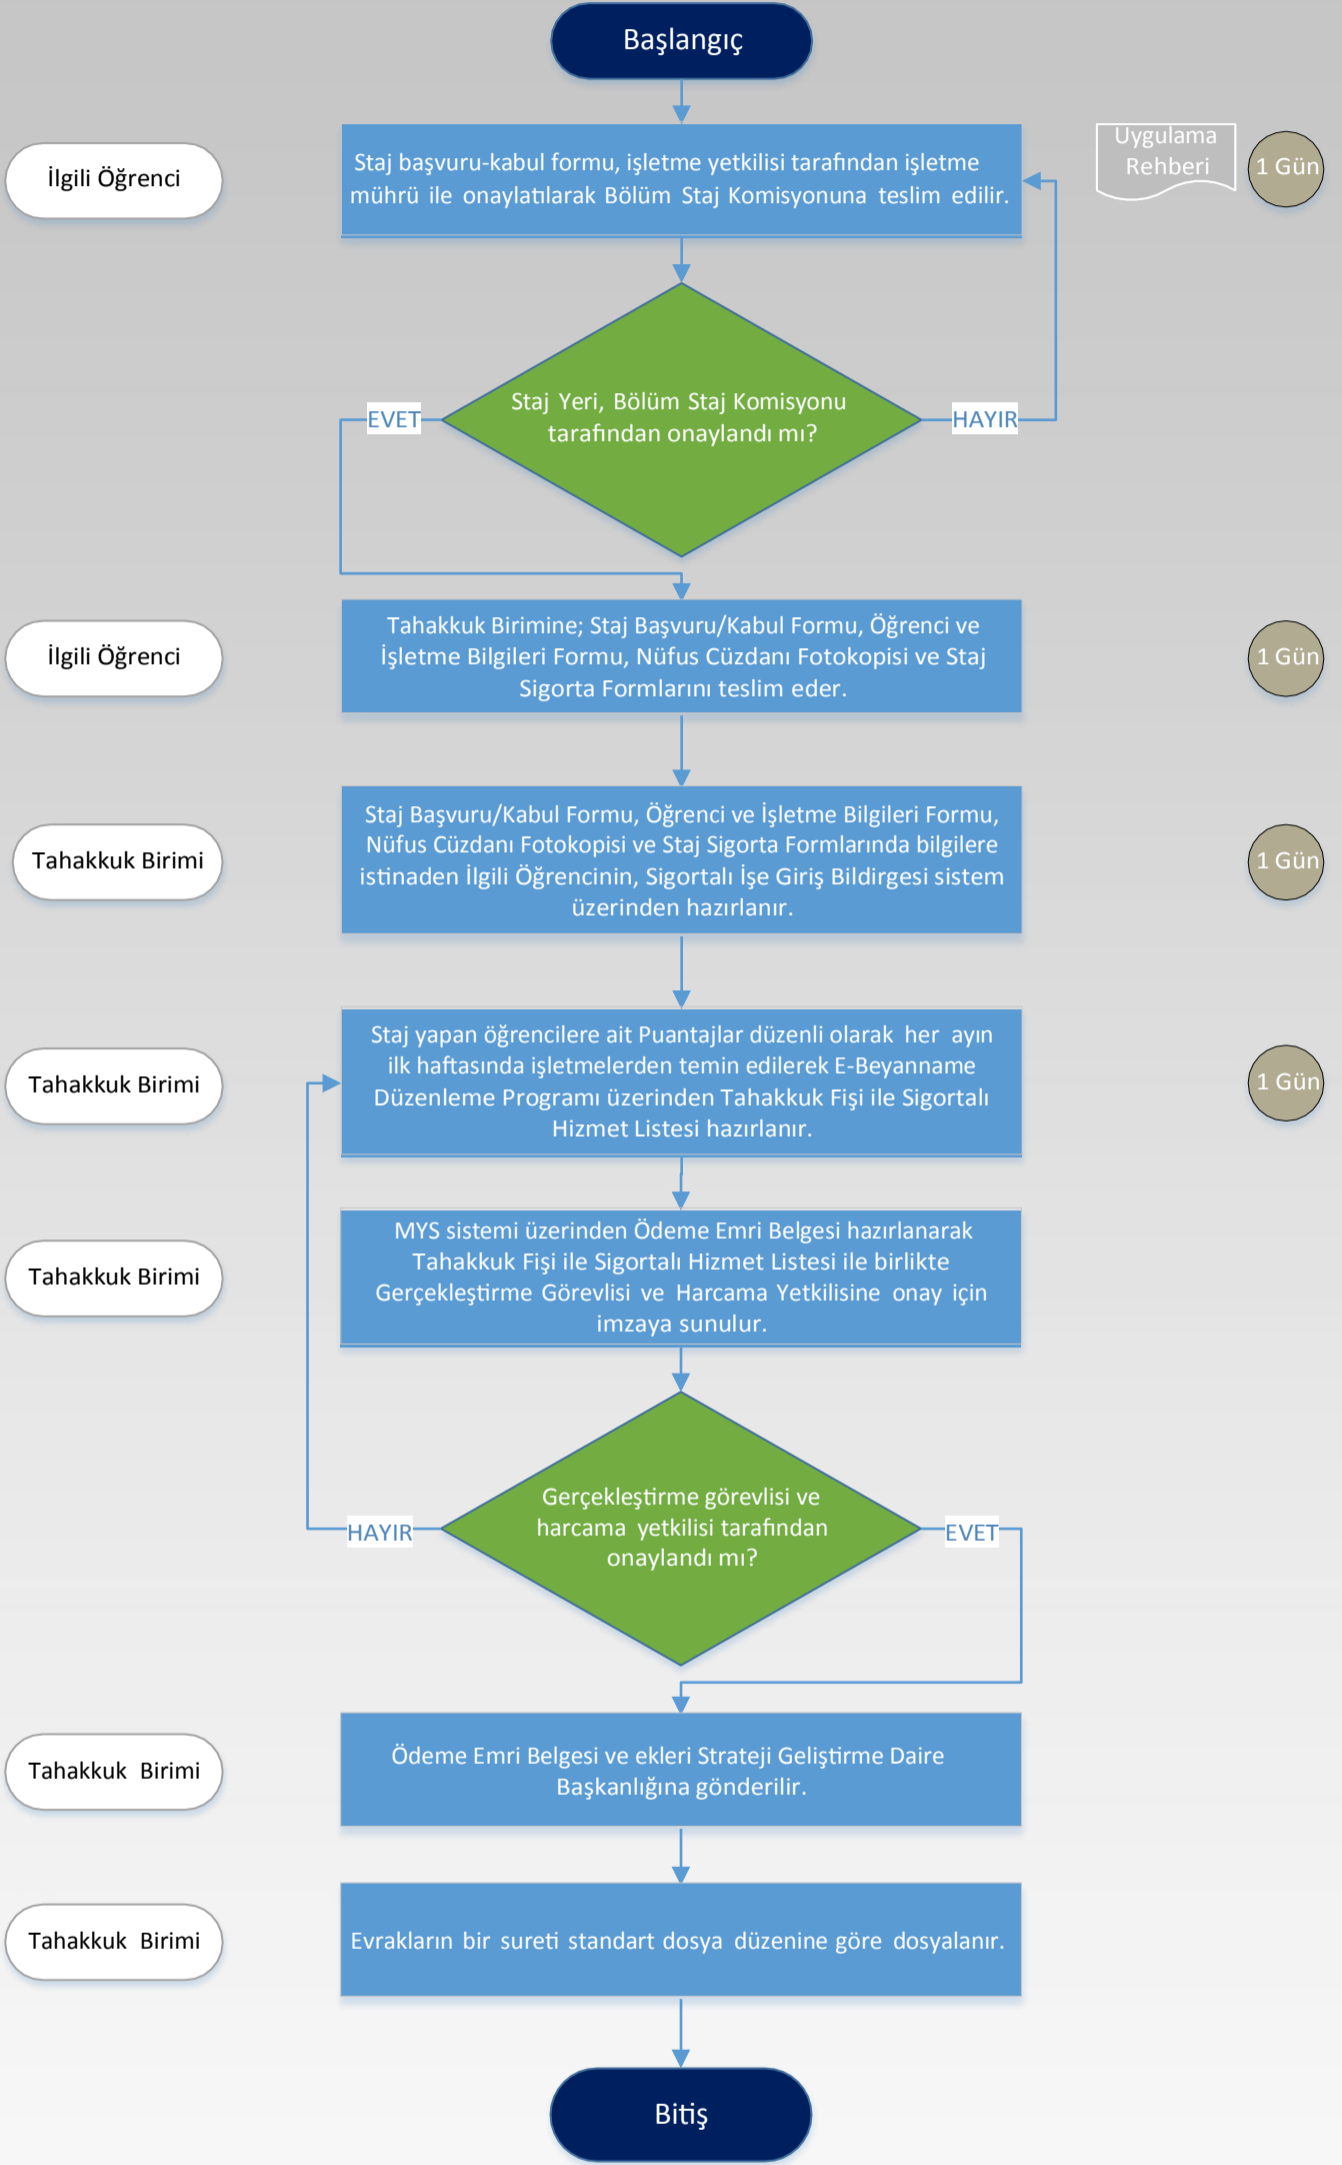 Başlangıç
İlgili Öğrenci
Staj başvuru-kabul formu, işletme yetkilisi tarafından işletme
mührü ile onaylatılarak Bölüm Staj Komisyonuna teslim edilir.
Uygulama
Rehberi
1 Gün
Staj Yeri, Bölüm Staj Komisyonu
tarafından onaylandı mı?
EVET
HAYIR
İlgili Öğrenci
Tahakkuk Birimine; Staj Başvuru/Kabul Formu, Öğrenci ve
İşletme Bilgileri Formu, Nüfus Cüzdanı Fotokopisi ve Staj
Sigorta Formlarını teslim eder.
1 Gün
Tahakkuk Birimi
Staj Başvuru/Kabul Formu, Öğrenci ve İşletme Bilgileri Formu,
Nüfus Cüzdanı Fotokopisi ve Staj Sigorta Formlarında bilgilere
istinaden İlgili Öğrencinin, Sigortalı İşe Giriş Bildirgesi sistem
üzerinden hazırlanır.
1 Gün
Tahakkuk Birimi
Staj yapan öğrencilere ait Puantajlar düzenli olarak her ayın
ilk haftasında işletmelerden temin edilerek E-Beyanname
Düzenleme Programı üzerinden Tahakkuk Fişi ile Sigortalı
Hizmet Listesi hazırlanır.
1 Gün
Tahakkuk Birimi
MYS sistemi üzerinden Ödeme Emri Belgesi hazırlanarak
Tahakkuk Fişi ile Sigortalı Hizmet Listesi ile birlikte
Gerçekleştirme Görevlisi ve Harcama Yetkilisine onay için
imzaya sunulur.
Gerçekleştirme görevlisi ve
harcama yetkilisi tarafından
onaylandı mı?
HAYIR
EVET
Tahakkuk Birimi
Ödeme Emri Belgesi ve ekleri Strateji Geliştirme Daire
Başkanlığına gönderilir.
Tahakkuk Birimi
Evrakların bir sureti standart dosya düzenine göre dosyalanır.
Bitiş